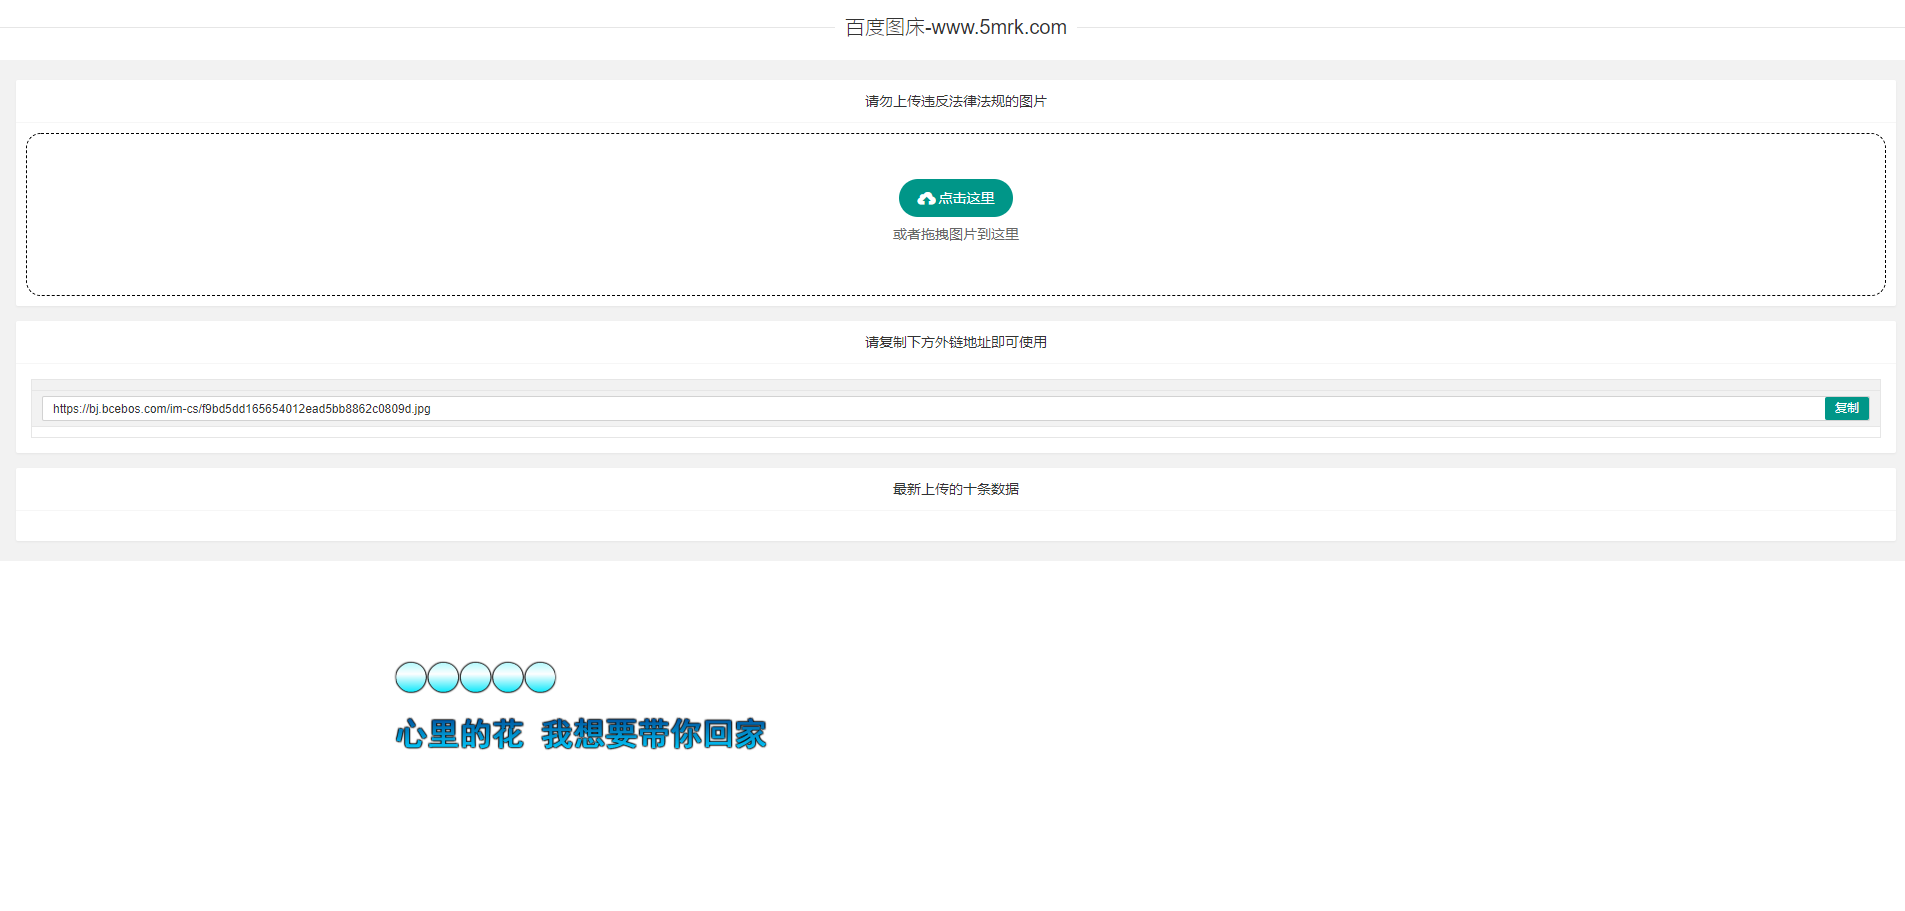 百度图床-www.5mrk.com
请勿上传违反法律法规的图片
点击这里
或者拖拽图片到这里
请复制下方外链地址即可使用
https://bj.bcebos.com/im-cs/f9bd5dd165654012ead5bb8862c0809d.jpg
复制
最新上传的十条数据
心里的花 我想要带你回家